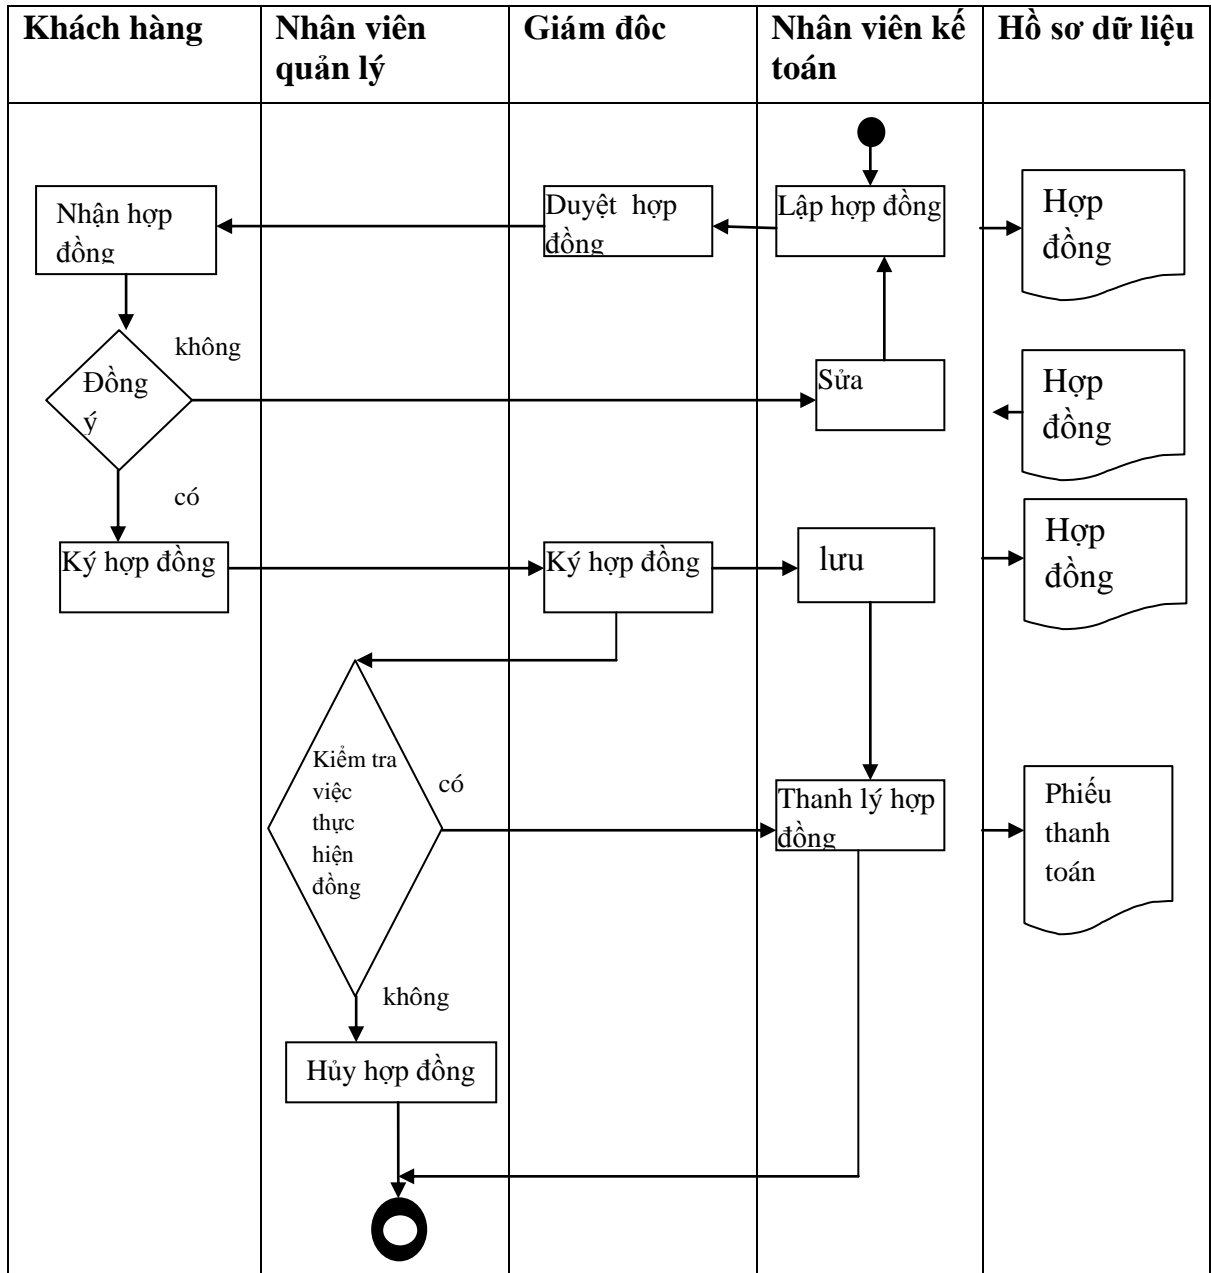 Khách hàng
Nhân viên
quản lý
Giám đôc
Nhân viên kế
toán
Hồ sơ dữ liệu
Nhận hợp
đồng
Duyệt hợp
đồng
Lập hợp đồng
Hợp
đồng
không
Đồng
ý
Sửa
Hợp
đồng
có
Ký hợp đồng
Ký hợp đồng
lưu
Hợp
đồng
Kiểm tra
việc
thực
hiện
đồng
có
Thanh lý hợp
đồng
Phiếu
thanh
toán
không
Hủy hợp đồng